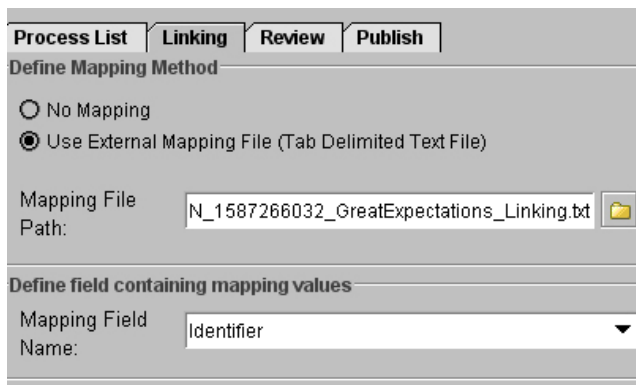 Process List Linking Review Publish
Define Mapping Method
No Mapping
Use External Mapping File (Tab Delimited Text File)
Mapping File
Path:
N_1587266032_GreatExpectations_Linking.txt
Define field containing mapping values
Mapping Field
Name:
Identifier